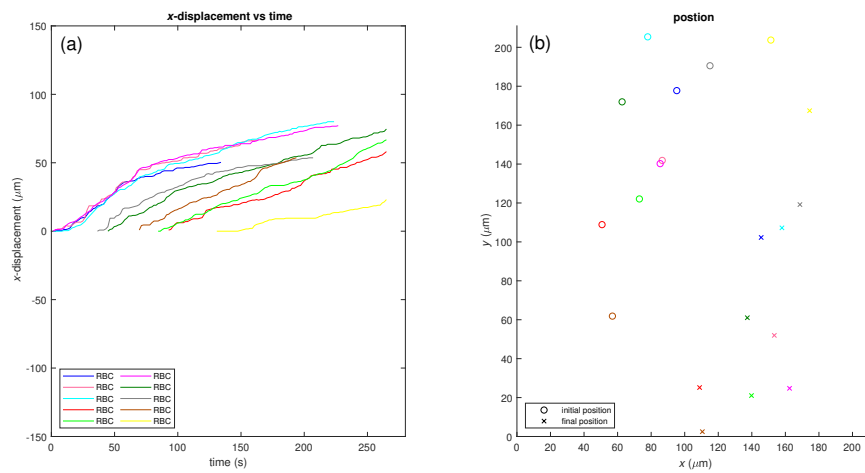 x-displacement vs time
(a)
x-displacement (μm)
150
100
50
0
-50
-100
-150
RBC RBC
RBC RBC
RBC RBC
RBC RBC
RBC RBC
0 50 100 150 200 250
time (s)
postion
(b)
y (μm)
200
180
160
140
120
100
80
60
40
20
0
initial position
final position
0 20 40 60 80 100 120 140 160 180 200
x (μm)